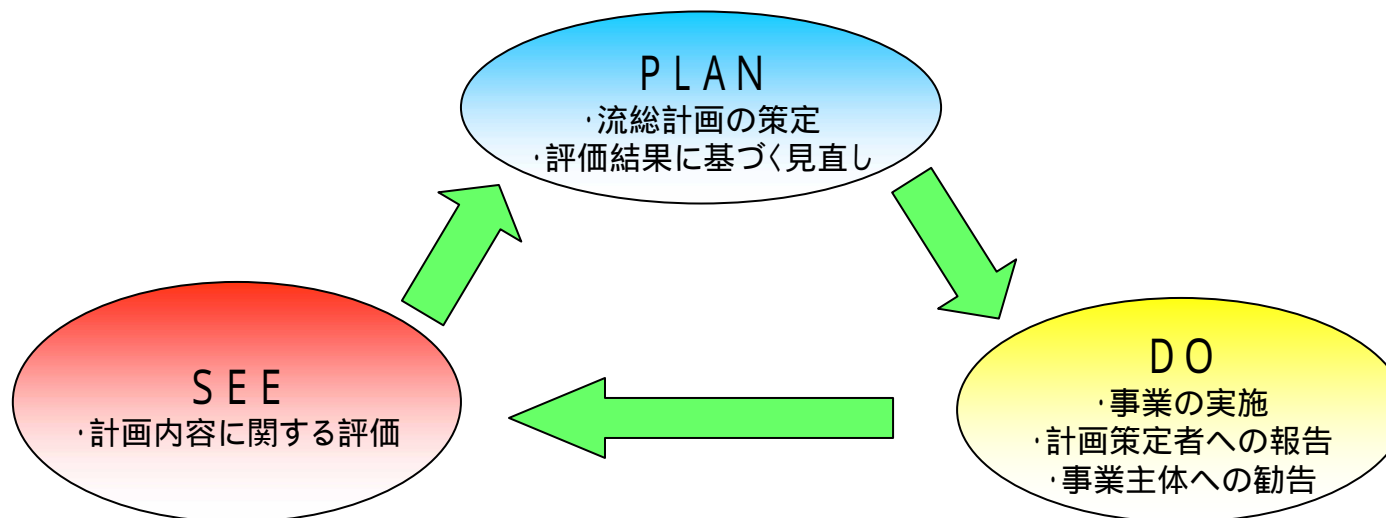 PLAN
・流総計画の策定
・評価結果に基づく見直し
SEE
・計画内容に関する評価
DO
・事業の実施
・計画策定者への報告
・事業主体への勧告